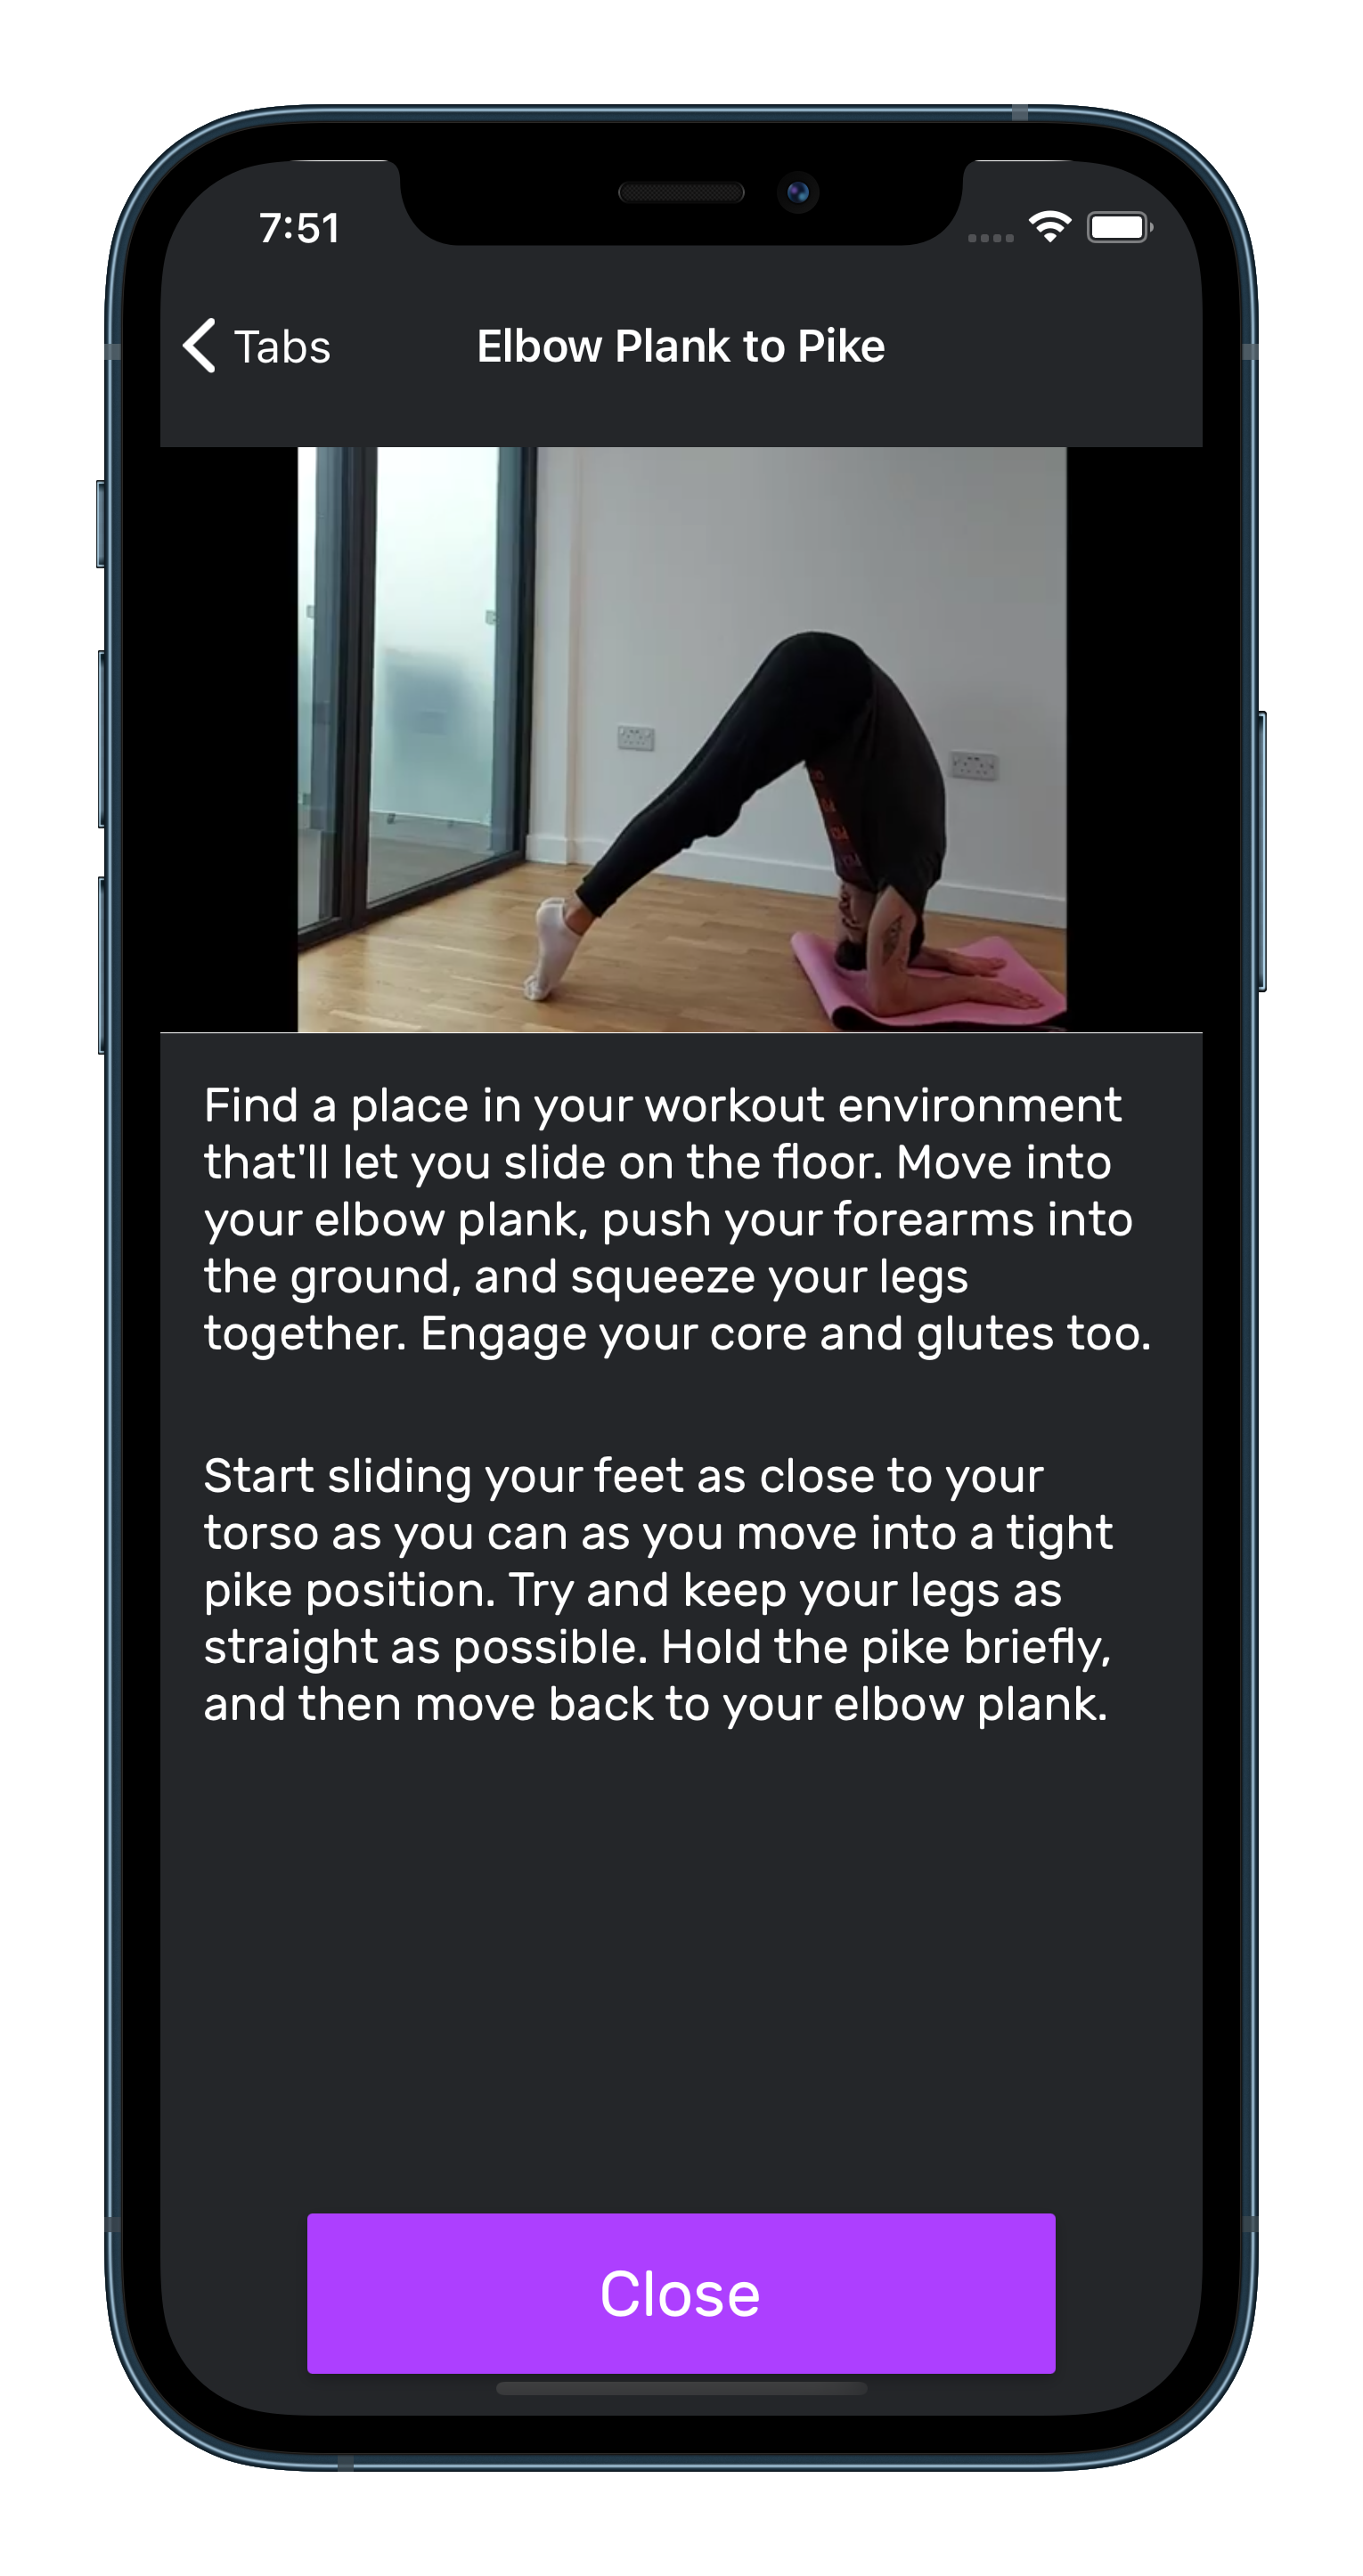 7:51
Tabs
Elbow Plank to Pike
Find a place in your workout environment
that'll let you slide on the floor. Move into
your elbow plank, push your forearms into
the ground, and squeeze your legs
together. Engage your core and glutes too.
Start sliding your feet as close to your
torso as you can as you move into a tight
pike position. Try and keep your legs as
straight as possible. Hold the pike briefly,
and then move back to your elbow plank.
Close